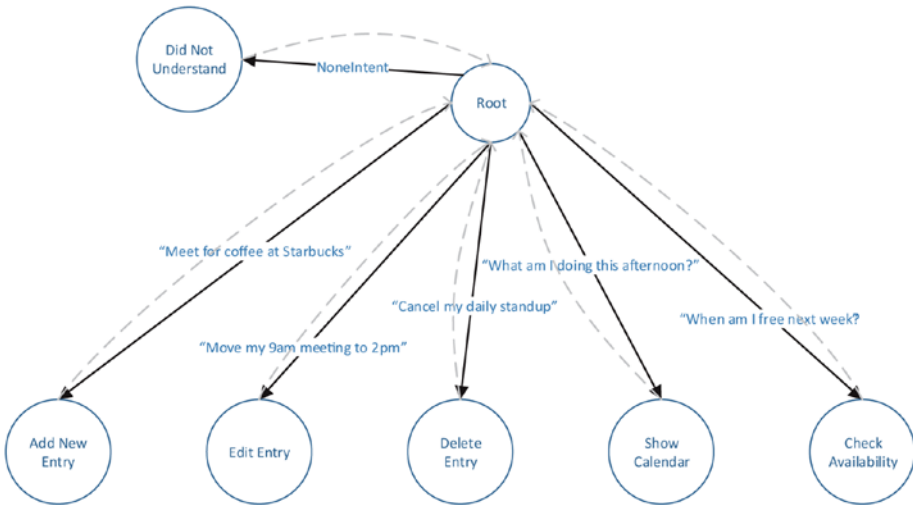 Did Not
Understand
NoneIntent
Root
“Meet for coffee at Starbucks”
“What am I doing this afternoon?”
“Cancel my daily standup”
“When am I free next week?
“Move my 9am meeting to 2pm”
Add New
Entry
Edit Entry
Delete
Entry
Show
Calendar
Check
Availability